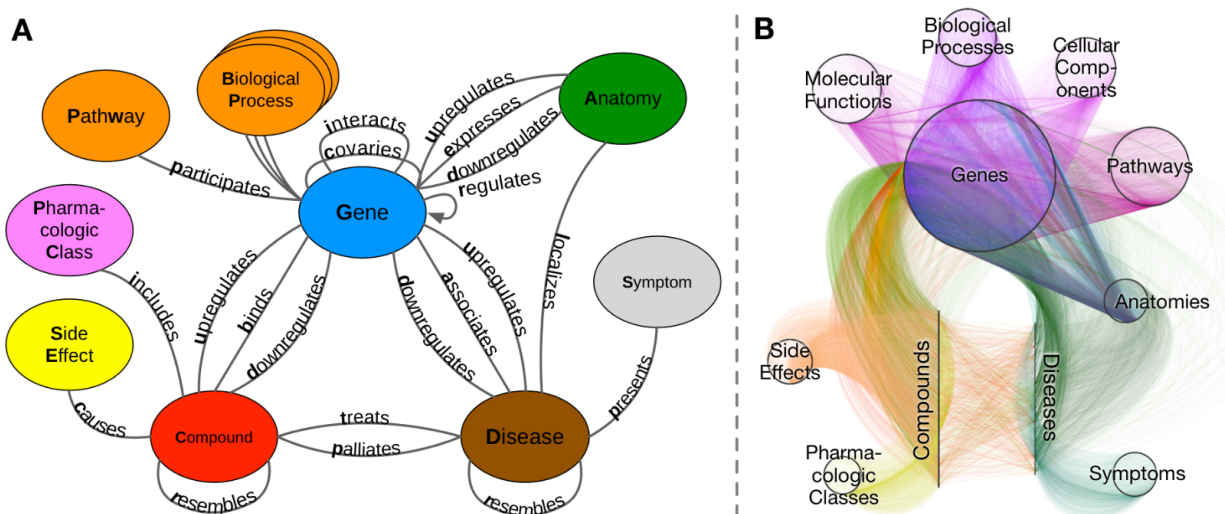 A
Pathway
Biological
Process
Anatomy
upregulates
expresses
downregulates
interacts
covaries
regulates
participates
Gene
Pharma-
cologic
Class
includes
upregulates
binds
downregulates
downregulates
associates
upregulates
localizes
Symptom
Side
Effect
causes
Compound
treats
palliates
Disease
presents
resembles
resembles
B
Biological
Processes
Cellular
Comp-
onents
Molecular
Functions
Genes
Pathways
Anatomies
Side
Effects
Compounds
Diseases
Pharma-
cologic
Classes
Symptoms